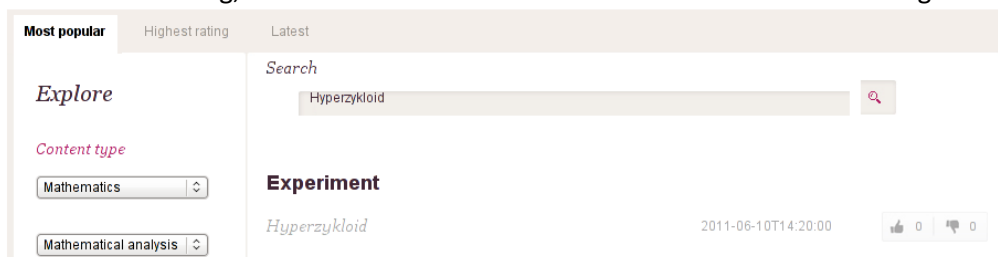 Most popular Highest rating Latest
Search
Explore
Hyperzykloid
Content type
Mathematics
Experiment
Hyperzykloid 2011-06-10T14:20:00 0 0
Mathematical analysis